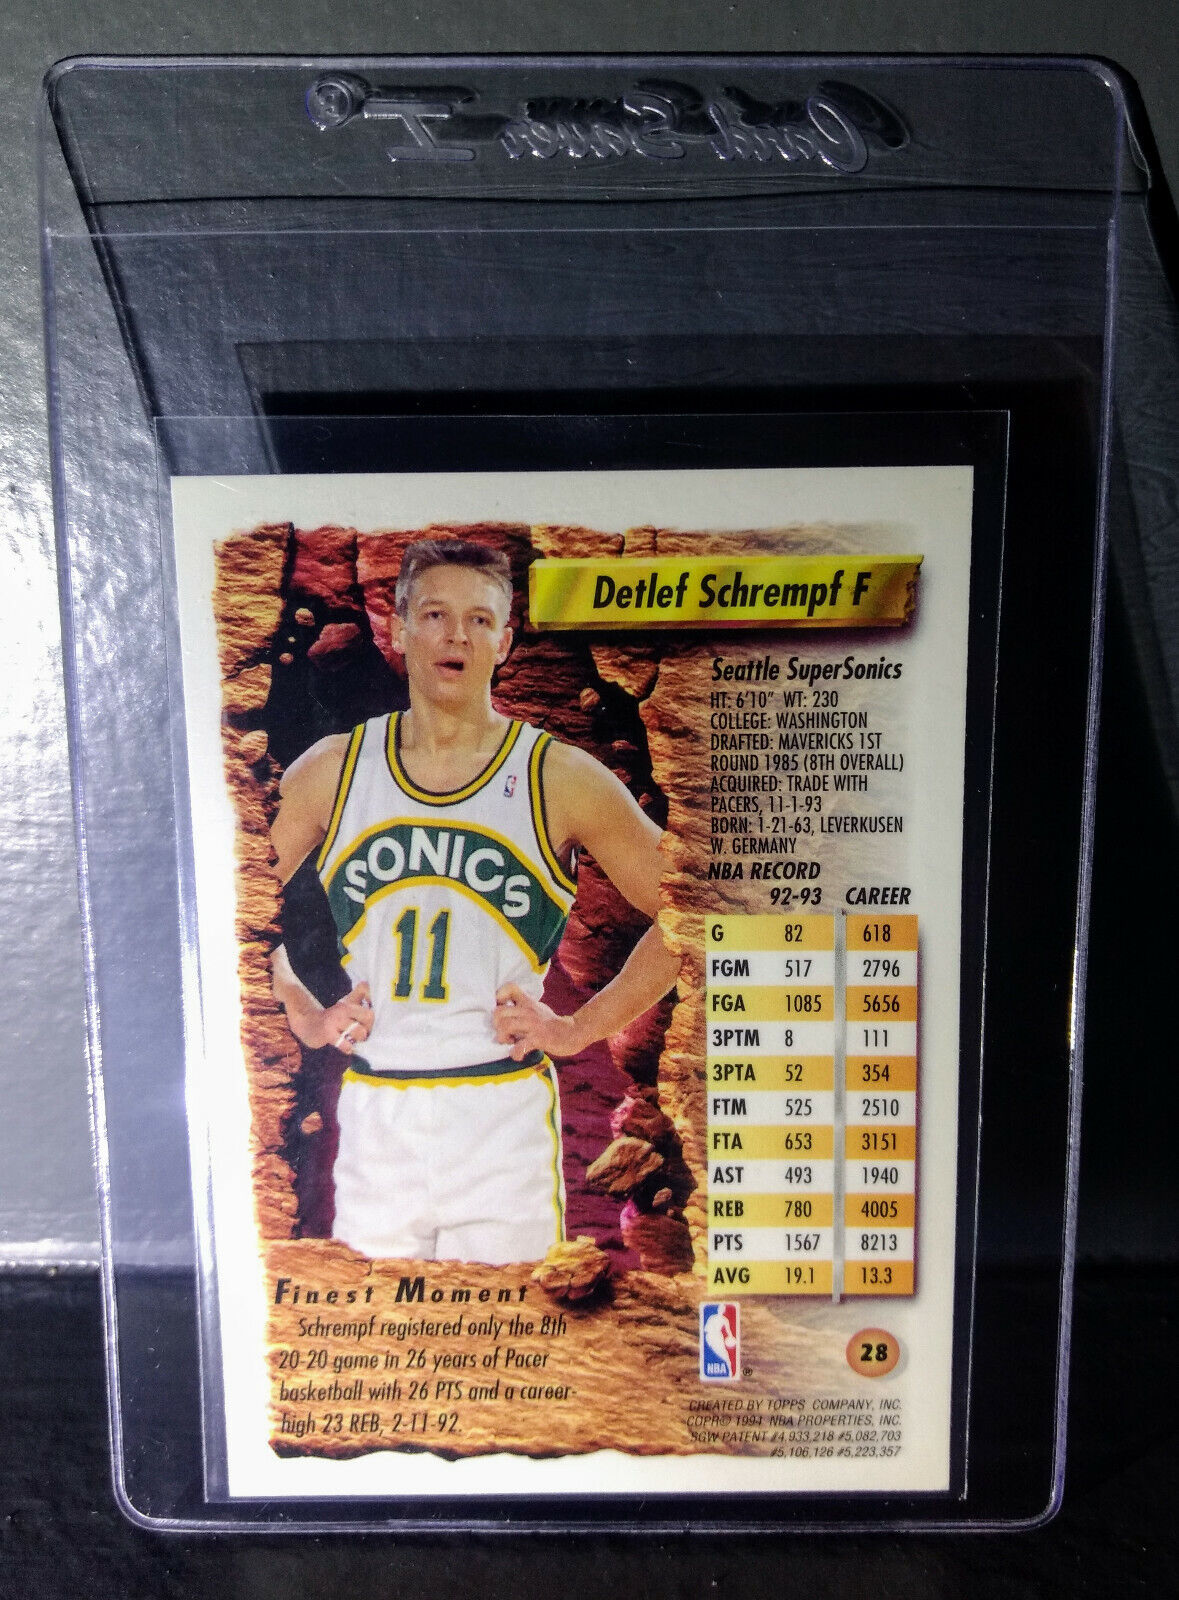 Card Saver I ®
Detlef Schrempf F
Seattle SuperSonics
HT: 6'10" WT: 230
COLLEGE: WASHINGTON
DRAFTED: MAVERICKS 1ST
ROUND 1985 (8TH OVERALL)
ACQUIRED: TRADE WITH
PACERS, 11-1-93
BORN: 1-21-63, LEVERKUSEN
W. GERMANY
NBA RECORD
92-93 CAREER
G 82 618
FGM 517 2796
FGA 1085 5656
3PTM 8 111
3PTA 52 354
FTM 525 2510
FTA 653 3151
AST 493 1940
REB 780 4005
PTS 1567 8213
AVG 19.1 13.3
SONICS
11
Finest Moment
Schrempf registered only the 8th
20-20 game in 26 years of Pacer
basketball with 26 PTS and a career-
high 23 REB, 2-11-92.
NBA ®
28
CREATED BY TOPPS COMPANY, INC.
COPR© 1994 NBA PROPERTIES, INC.
SGW PATENT #4,933,218 #5,082,703
#5,106,126 #5,223,357